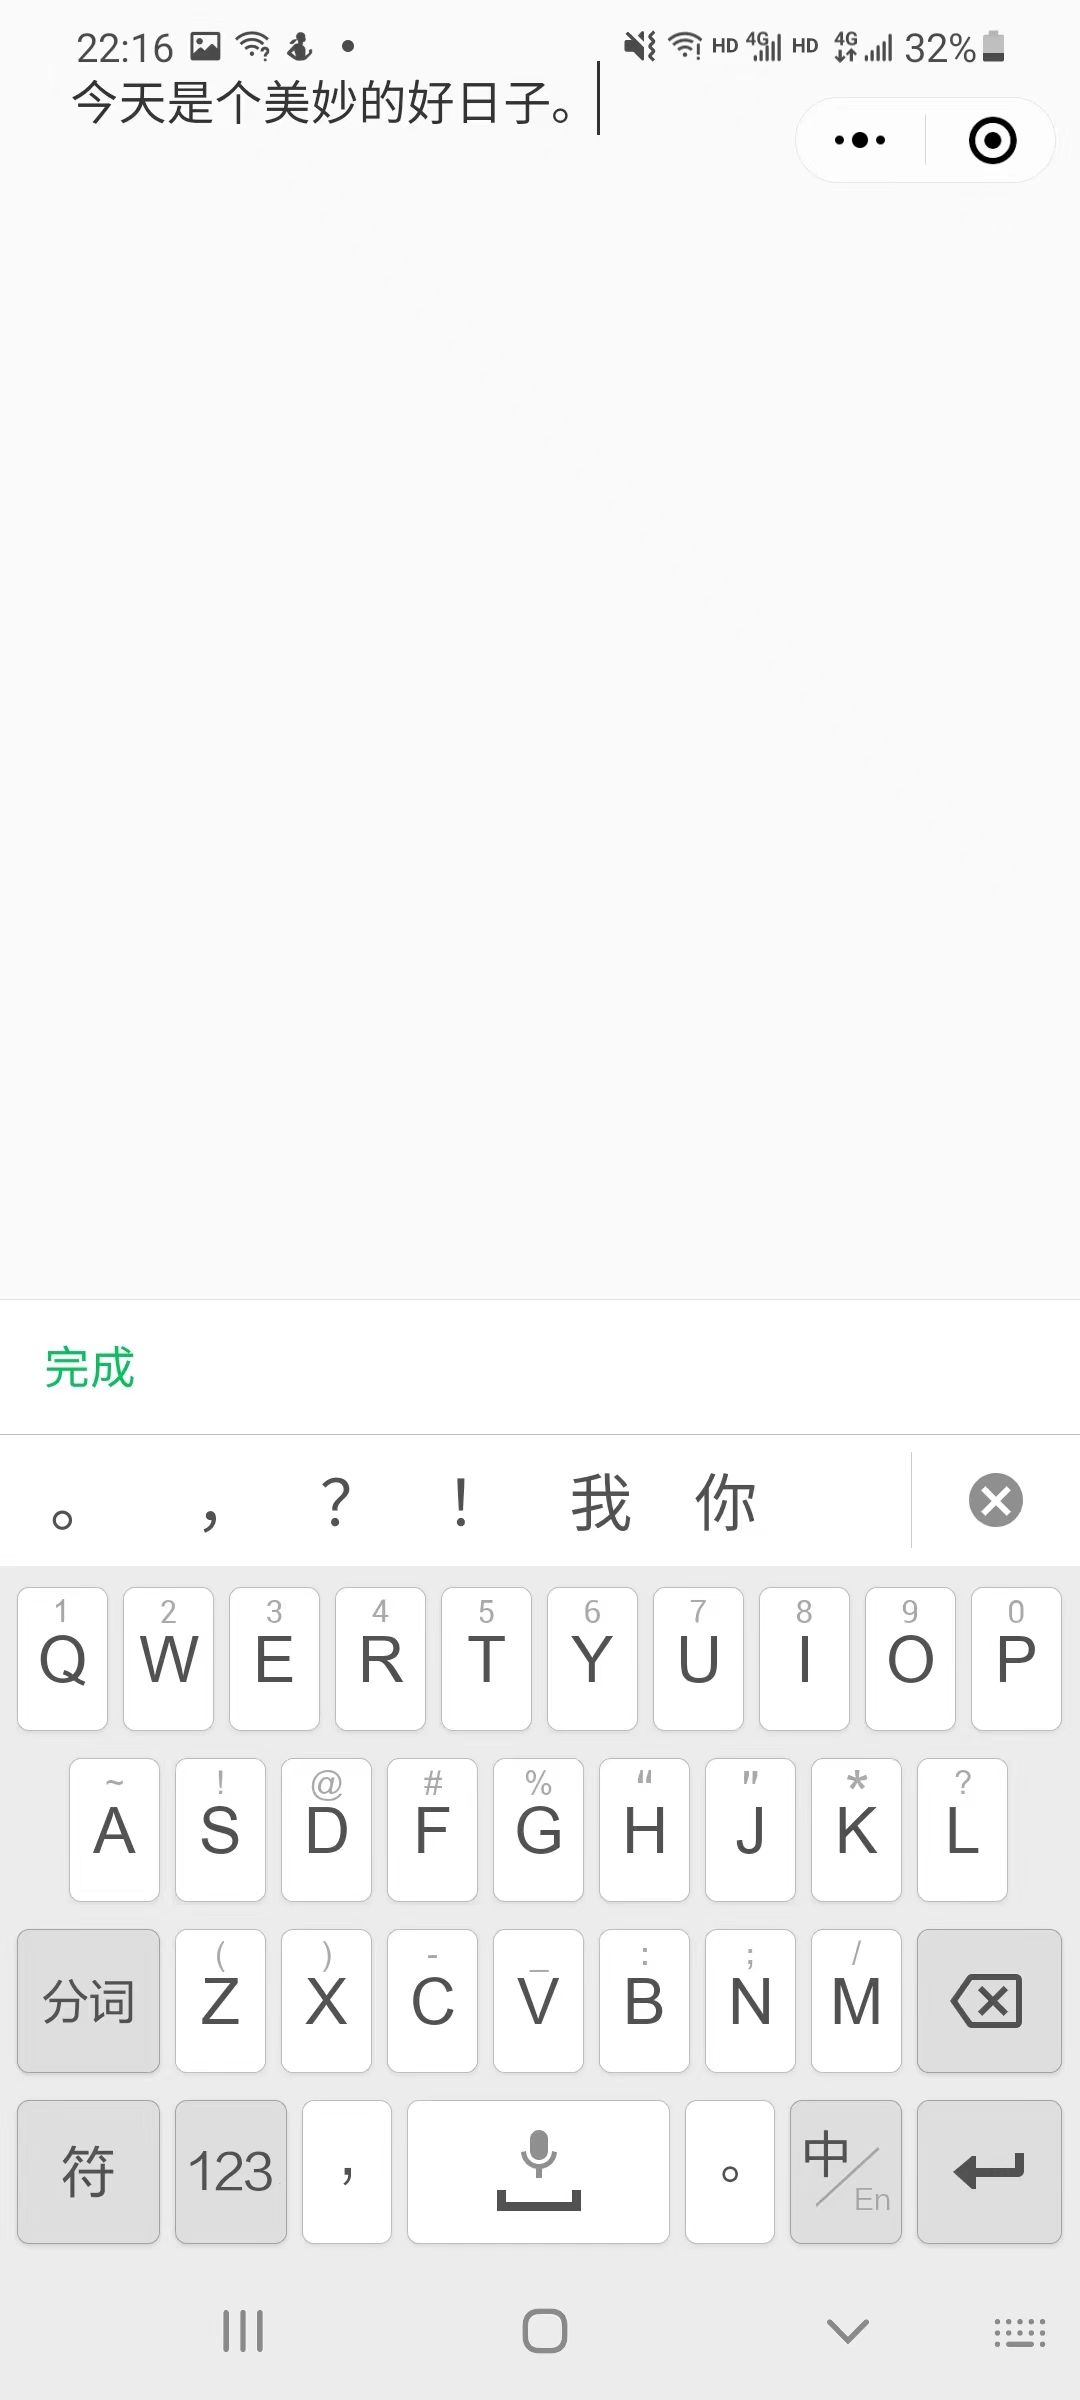 22:16 HD 4G HD 4G 32%
今天是个美妙的好日子。
完成
。 , ? ! 我 你
1 2 3 4 5 6 7 8 9 0
Q W E R T Y U I O P
~ ! @ # % “ " * ?
A S D F G H J K L
( ) - _ : ; /
分词 Z X C V B N M
符 123 , 。 中/En